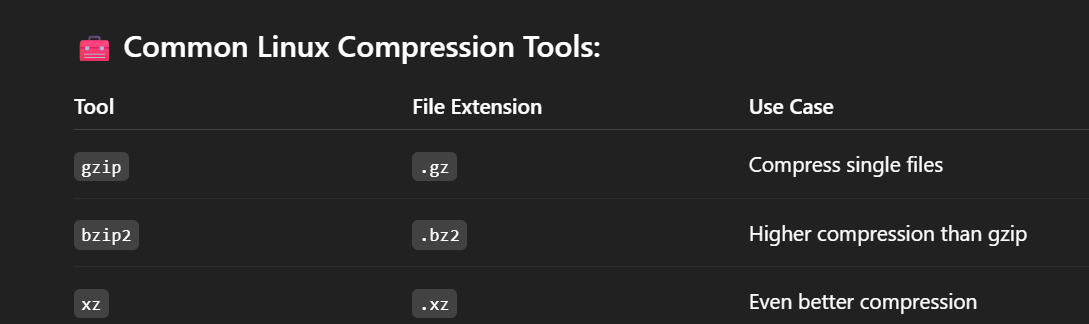 🧰 Common Linux Compression Tools:
Tool File Extension Use Case
gzip .gz Compress single files
bzip2 .bz2 Higher compression than gzip
xz .xz Even better compression